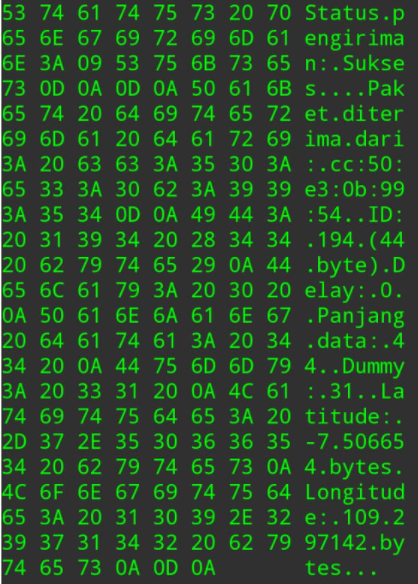 53 74 61 74 75 73 20 70 Status.p
65 6E 67 69 72 69 6D 61 engirima
6E 3A 09 53 75 6B 73 65 n:.Sukse
73 0D 0A 0D 0A 50 61 6B s....Pak
65 74 20 64 69 74 65 72 et.diter
69 6D 61 20 64 61 72 69 ima.dari
3A 20 63 63 3A 35 30 3A :.cc:50:
65 33 3A 30 62 3A 39 39 e3:0b:99
3A 35 34 0D 0A 49 44 3A :54..ID:
20 31 39 34 20 28 34 34 .194.(44
20 62 79 74 65 29 0A 44 .byte).D
65 6C 61 79 3A 20 30 20 elay:.0.
0A 50 61 6E 6A 61 6E 67 .Panjang
20 64 61 74 61 3A 20 34 .data:.4
34 20 0A 44 75 6D 6D 79 4..Dummy
3A 20 33 31 20 0A 4C 61 :.31..La
74 69 74 75 64 65 3A 20 titude:.
2D 37 2E 35 30 36 36 35 -7.50665
34 20 62 79 74 65 73 0A 4.bytes.
4C 6F 6E 67 69 74 75 64 Longitud
65 3A 20 31 30 39 2E 32 e:.109.2
39 37 31 34 32 20 62 79 97142.by
74 65 73 0A 0D 0A tes...